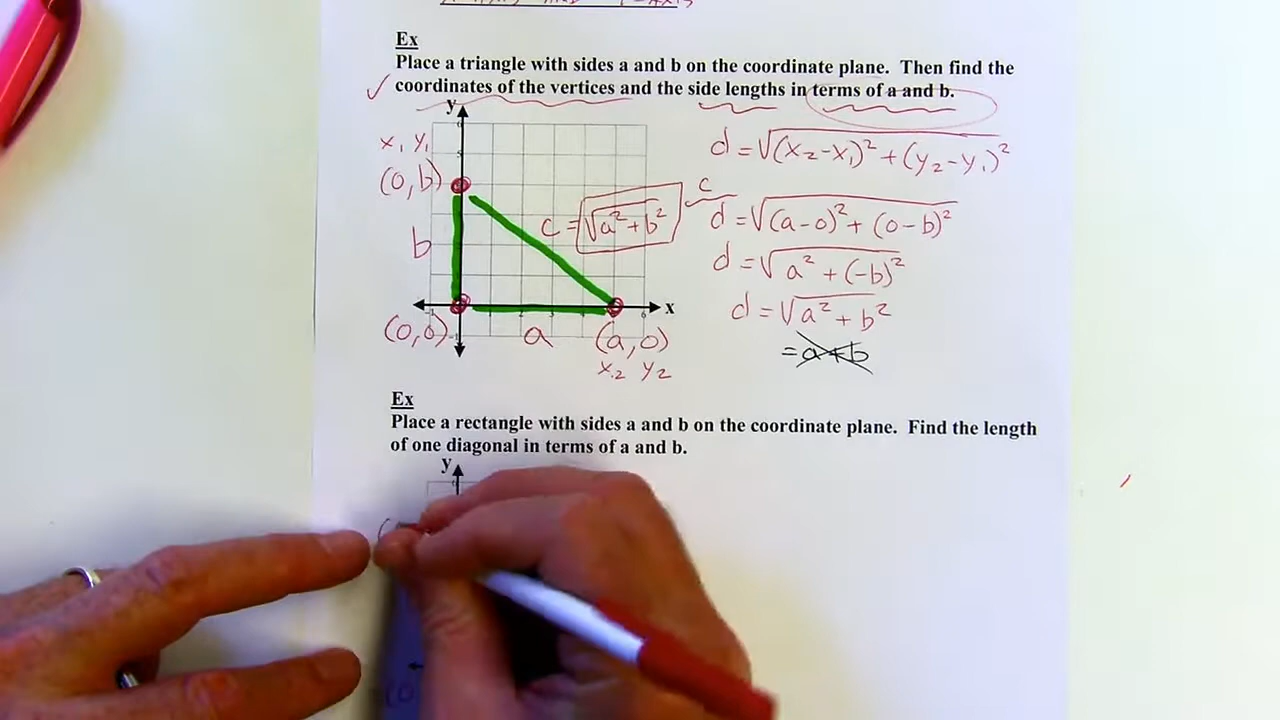 Ex
Place a triangle with sides a and b on the coordinate plane. Then find the
coordinates of the vertices and the side lengths in terms of a and b.
y
x₁ y₁
d = √(x₂-x₁)² + (y₂-y₁)²
(0,b)
c
c = √a²+b²
d = √(a-0)² + (0-b)²
b
d = √a² + (-b)²
x
d = √a² + b²
(0,0)
a
(a,0)
= a+b
x₂ y₂
Ex
Place a rectangle with sides a and b on the coordinate plane. Find the length
of one diagonal in terms of a and b.
y